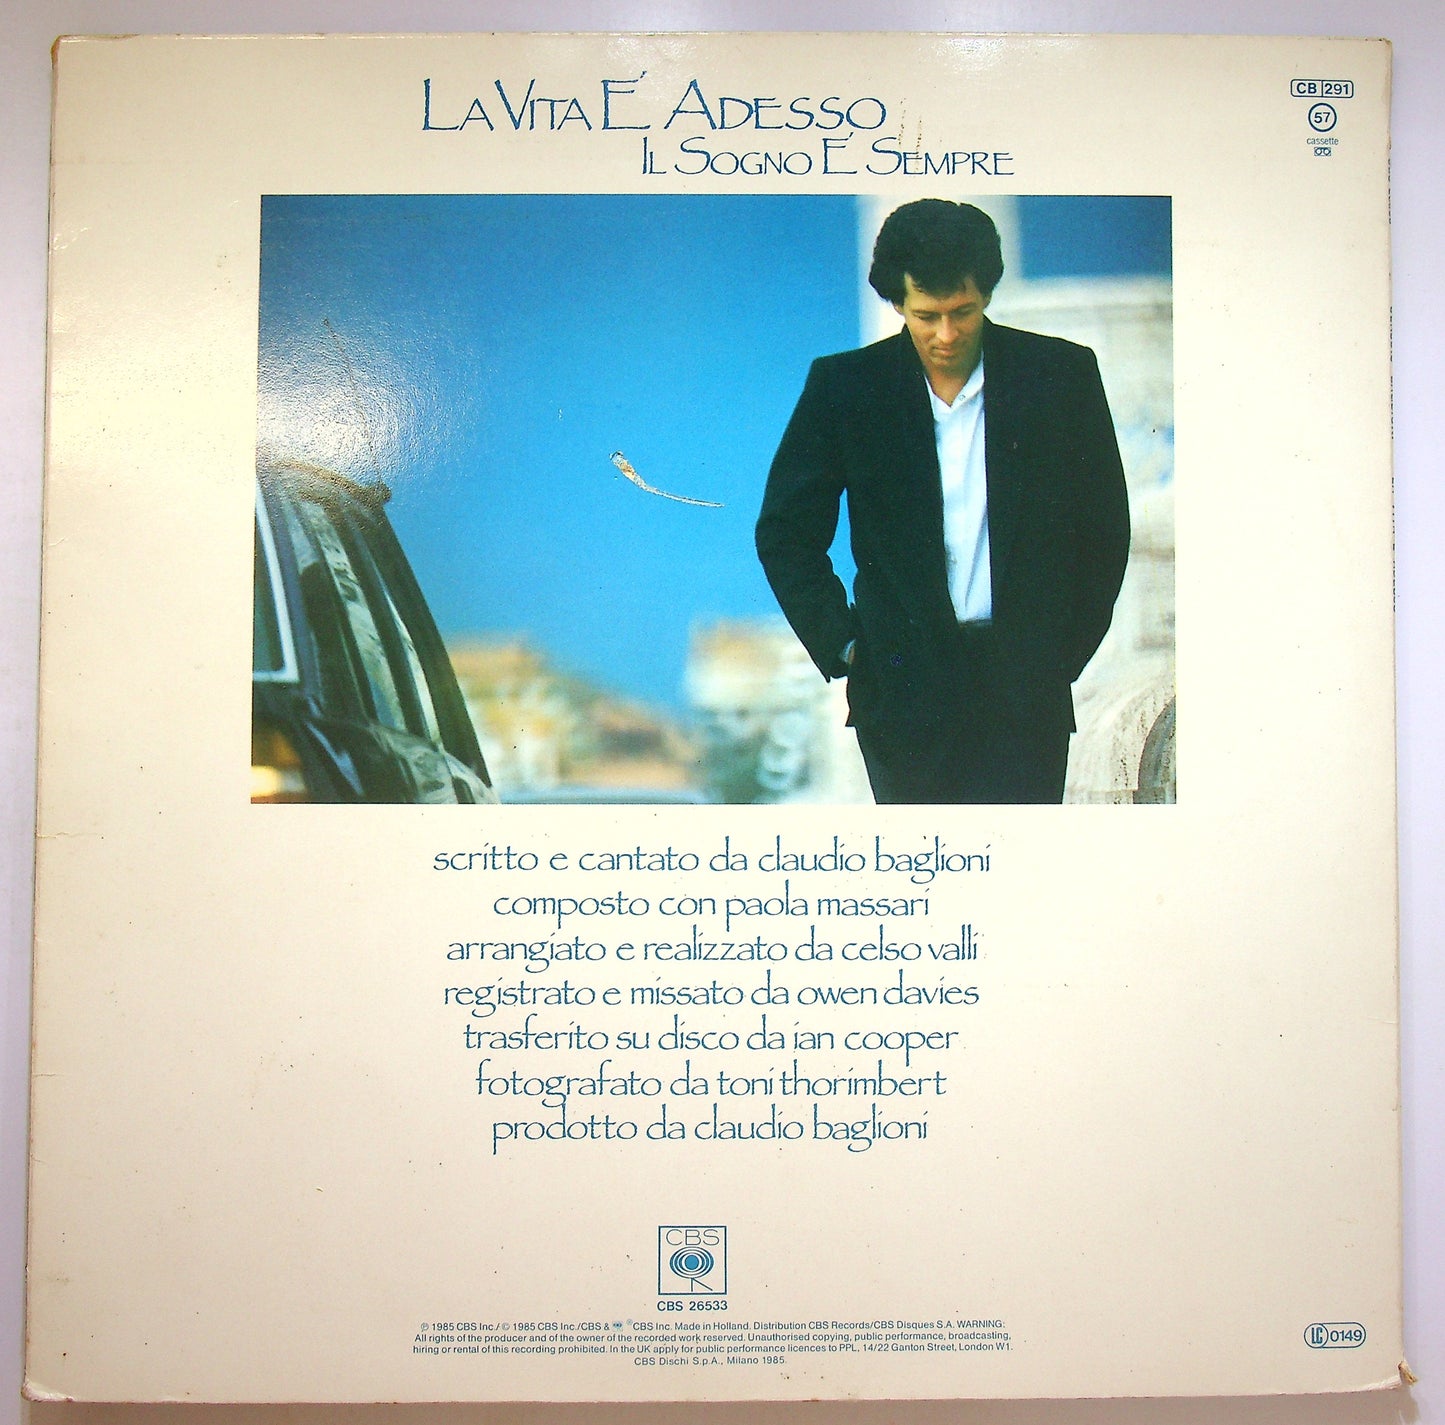 LA VITA É ADESSO
IL SOGNO É SEMPRE
CB 291
57
cassette
scritto e cantato da claudio baglioni
composto con paola massari
arrangiato e realizzato da celso valli
registrato e missato da owen davies
trasferito su disco da ian cooper
fotografato da toni thorimbert
prodotto da claudio baglioni
CBS
CBS 26533
℗ 1985 CBS Inc./ © 1985 CBS Inc./CBS & ®CBS Inc. Made in Holland. Distribution CBS Records/CBS Disques S.A. WARNING:
All rights of the producer and of the owner of the recorded work reserved. Unauthorised copying, public performance, broadcasting,
hiring or rental of this recording prohibited. In the UK apply for public performance licences to PPL, 14/22 Ganton Street, London W1.
CBS Dischi S.p.A., Milano 1985.
LC 0149